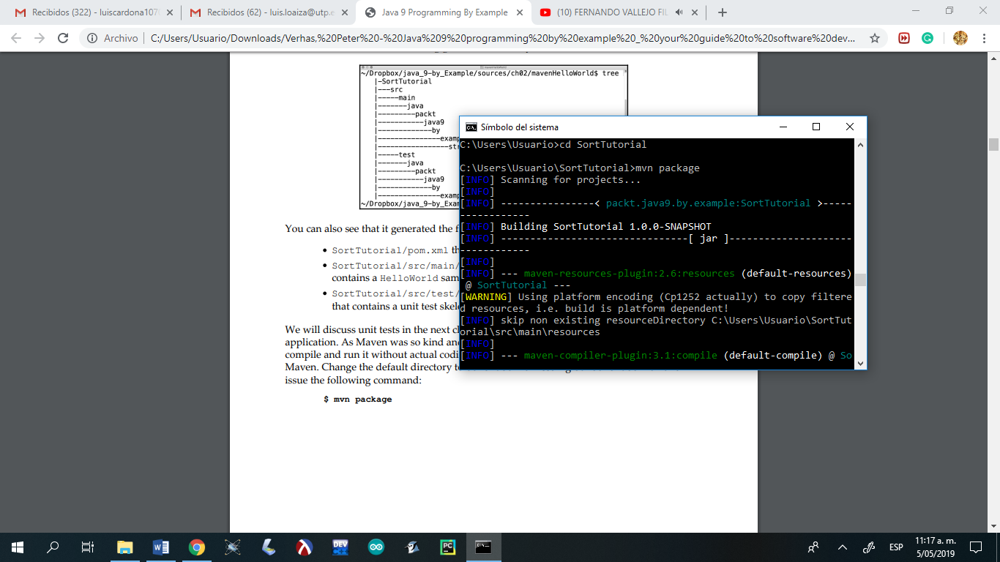 Recibidos (322) - luiscardona107
Recibidos (62) - luis.loaiza@utp.e
Java 9 Programming By Example
(10) FERNANDO VALLEJO FIL
Archivo
C:/Users/Usuario/Downloads/Verhas,%20Peter%20-%20Java%209%20programming%20by%20example%20_%20your%20guide%20to%20software%20dev...
~/Dropbox/java_9-by_Example/sources/ch02/mavenHelloWorld$ tree
|-SortTutorial
|---src
|-----main
|-------java
|---------packt
|-----------java9
|-------------by
|---------------examp
|-----------------str
|-----test
|-------java
|---------packt
|-----------java9
|-------------by
|---------------examp
~/Dropbox/java_9-by_Exam
You can also see that it generated the f
• SortTutorial/pom.xml th
• SortTutorial/src/main/
contains a HelloWorld sam
• SortTutorial/src/test/
that contains a unit test skele
We will discuss unit tests in the next cl
application. As Maven was so kind and
compile and run it without actual codi
Maven. Change the default directory to
issue the following command:
$ mvn package
Símbolo del sistema
C:\Users\Usuario>cd SortTutorial
C:\Users\Usuario\SortTutorial>mvn package
[INFO] Scanning for projects...
[INFO]
[INFO] ----------------< packt.java9.by.example:SortTutorial >-----
------------
[INFO] Building SortTutorial 1.0.0-SNAPSHOT
[INFO] --------------------------------[ jar ]---------------------
------------
[INFO]
[INFO] --- maven-resources-plugin:2.6:resources (default-resources)
@ SortTutorial ---
[WARNING] Using platform encoding (Cp1252 actually) to copy filtere
d resources, i.e. build is platform dependent!
[INFO] skip non existing resourceDirectory C:\Users\Usuario\SortTut
orial\src\main\resources
[INFO]
[INFO] --- maven-compiler-plugin:3.1:compile (default-compile) @ So
DEV
PC
ESP
11:17 a. m.
5/05/2019